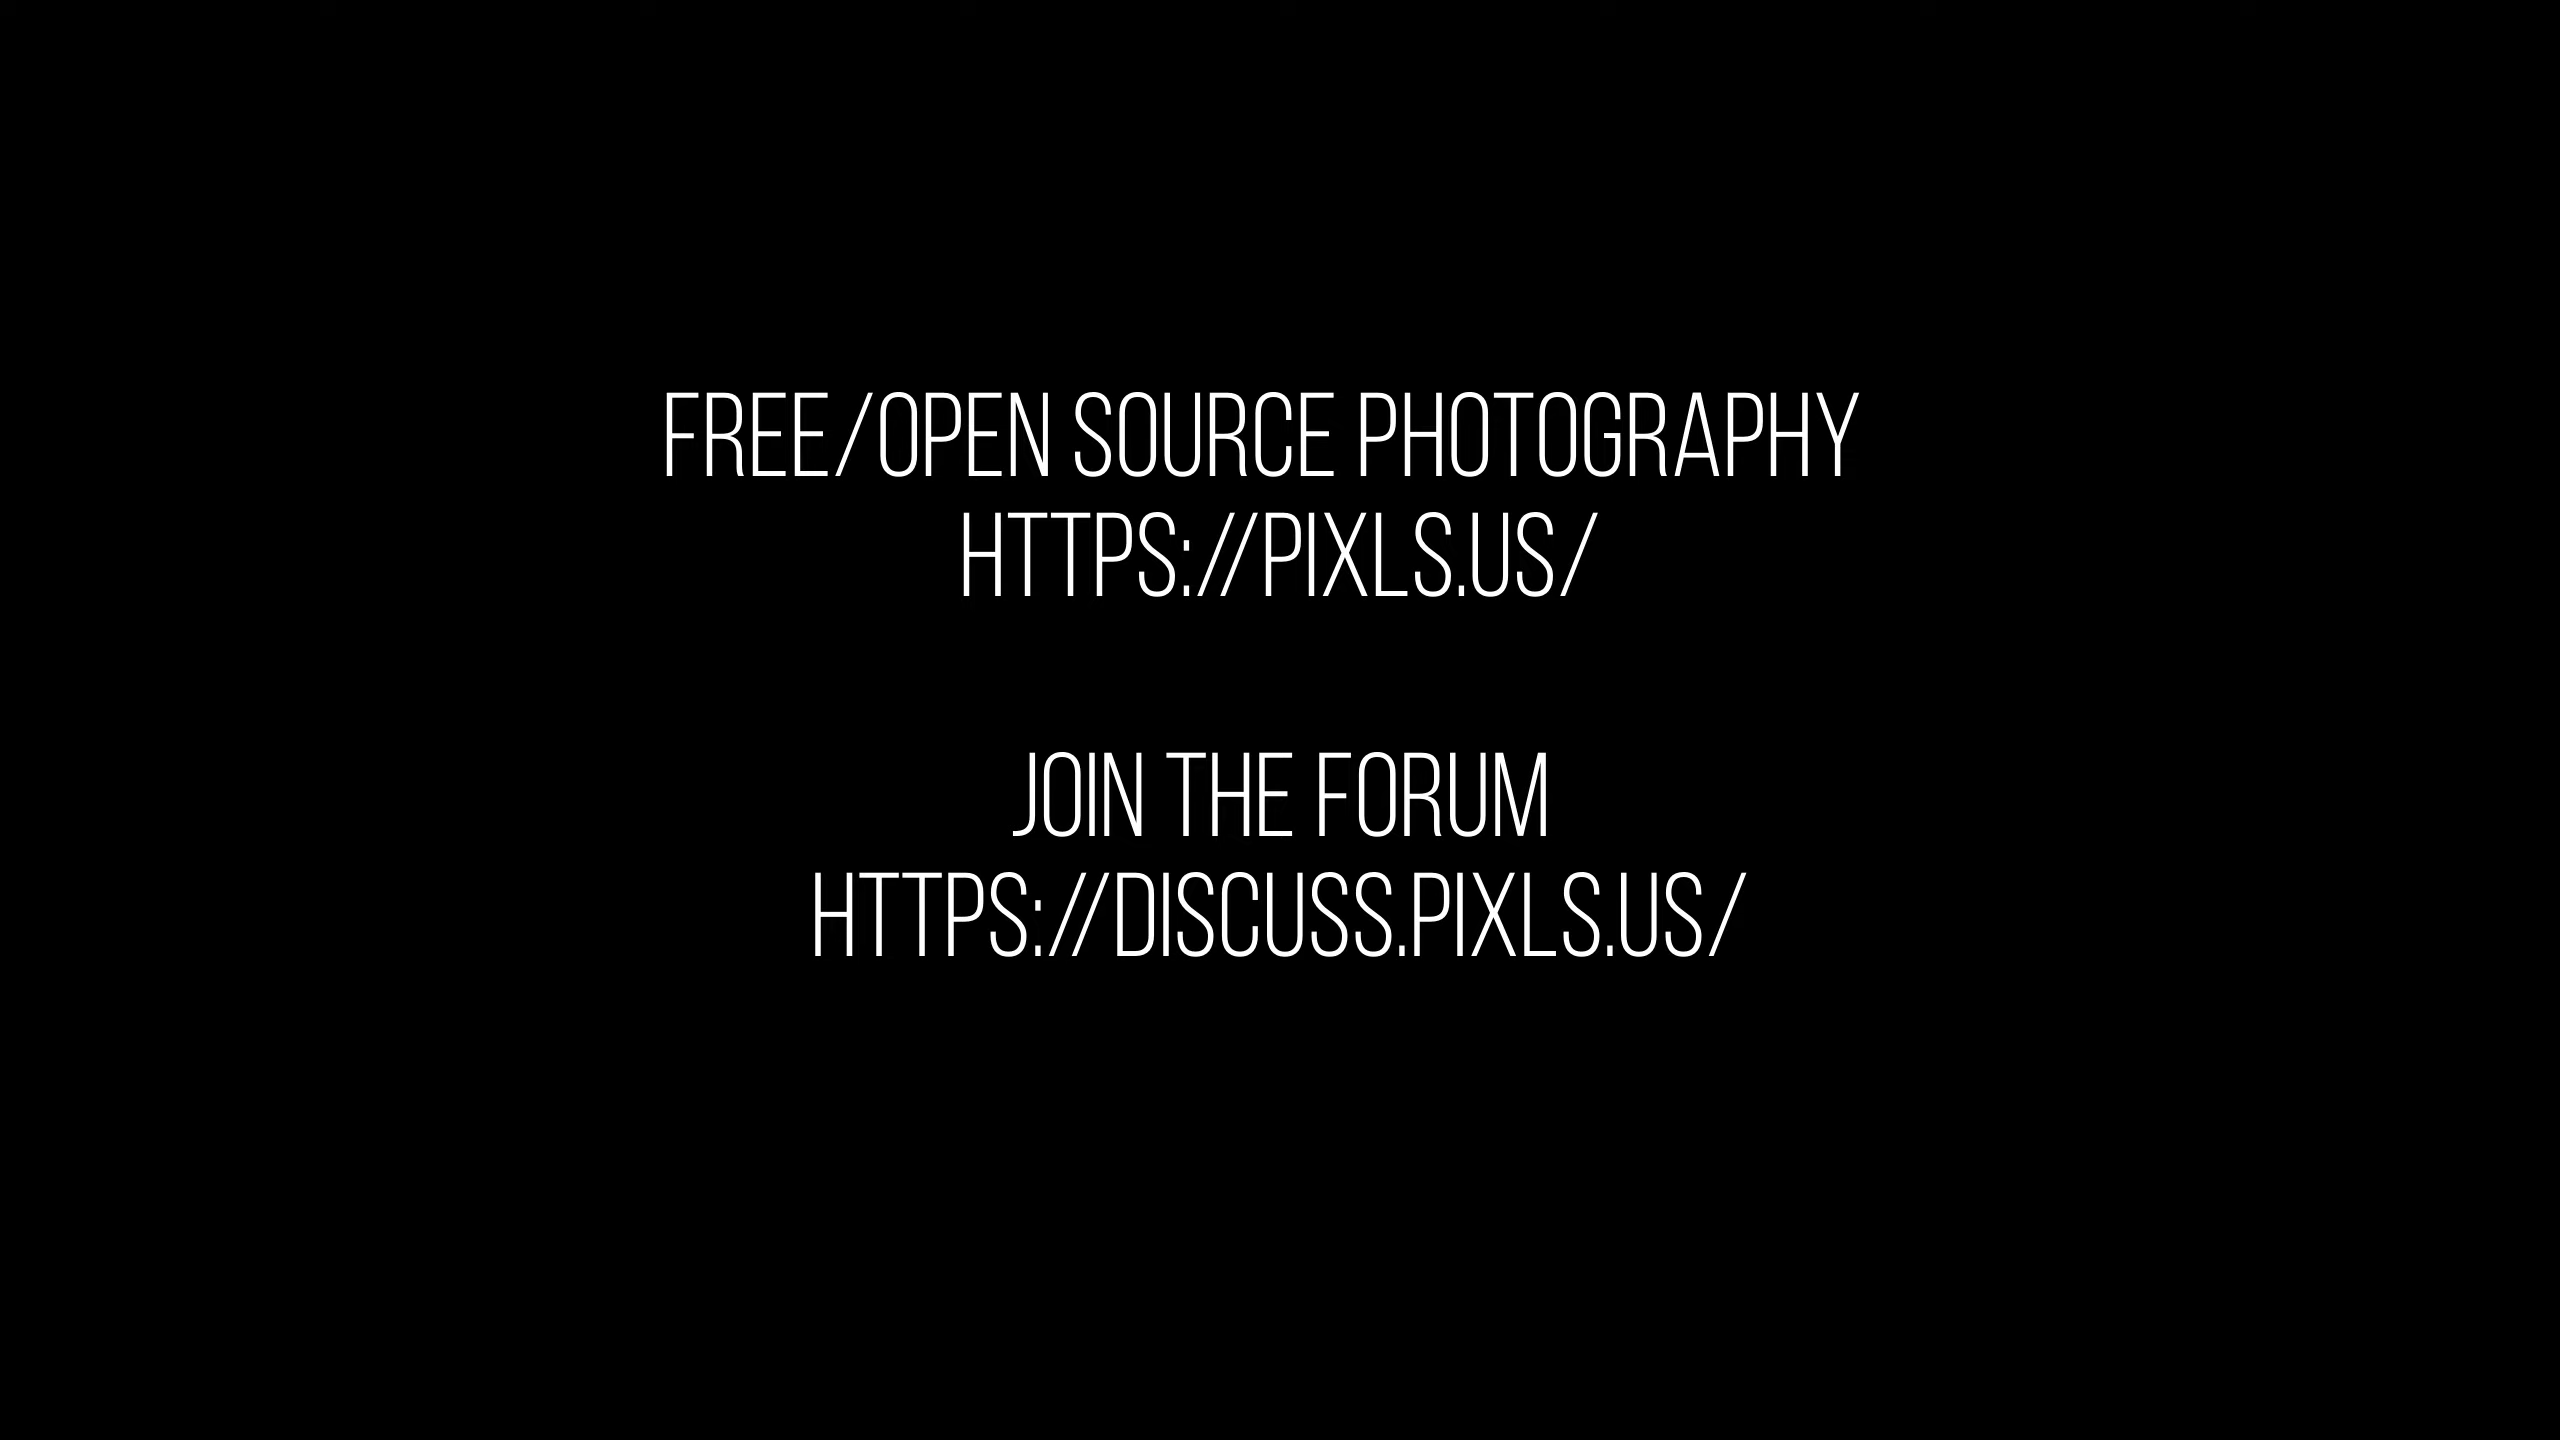 FREE/OPEN SOURCE PHOTOGRAPHY
HTTPS://PIXLS.US/
JOIN THE FORUM
HTTPS://DISCUSS.PIXLS.US/